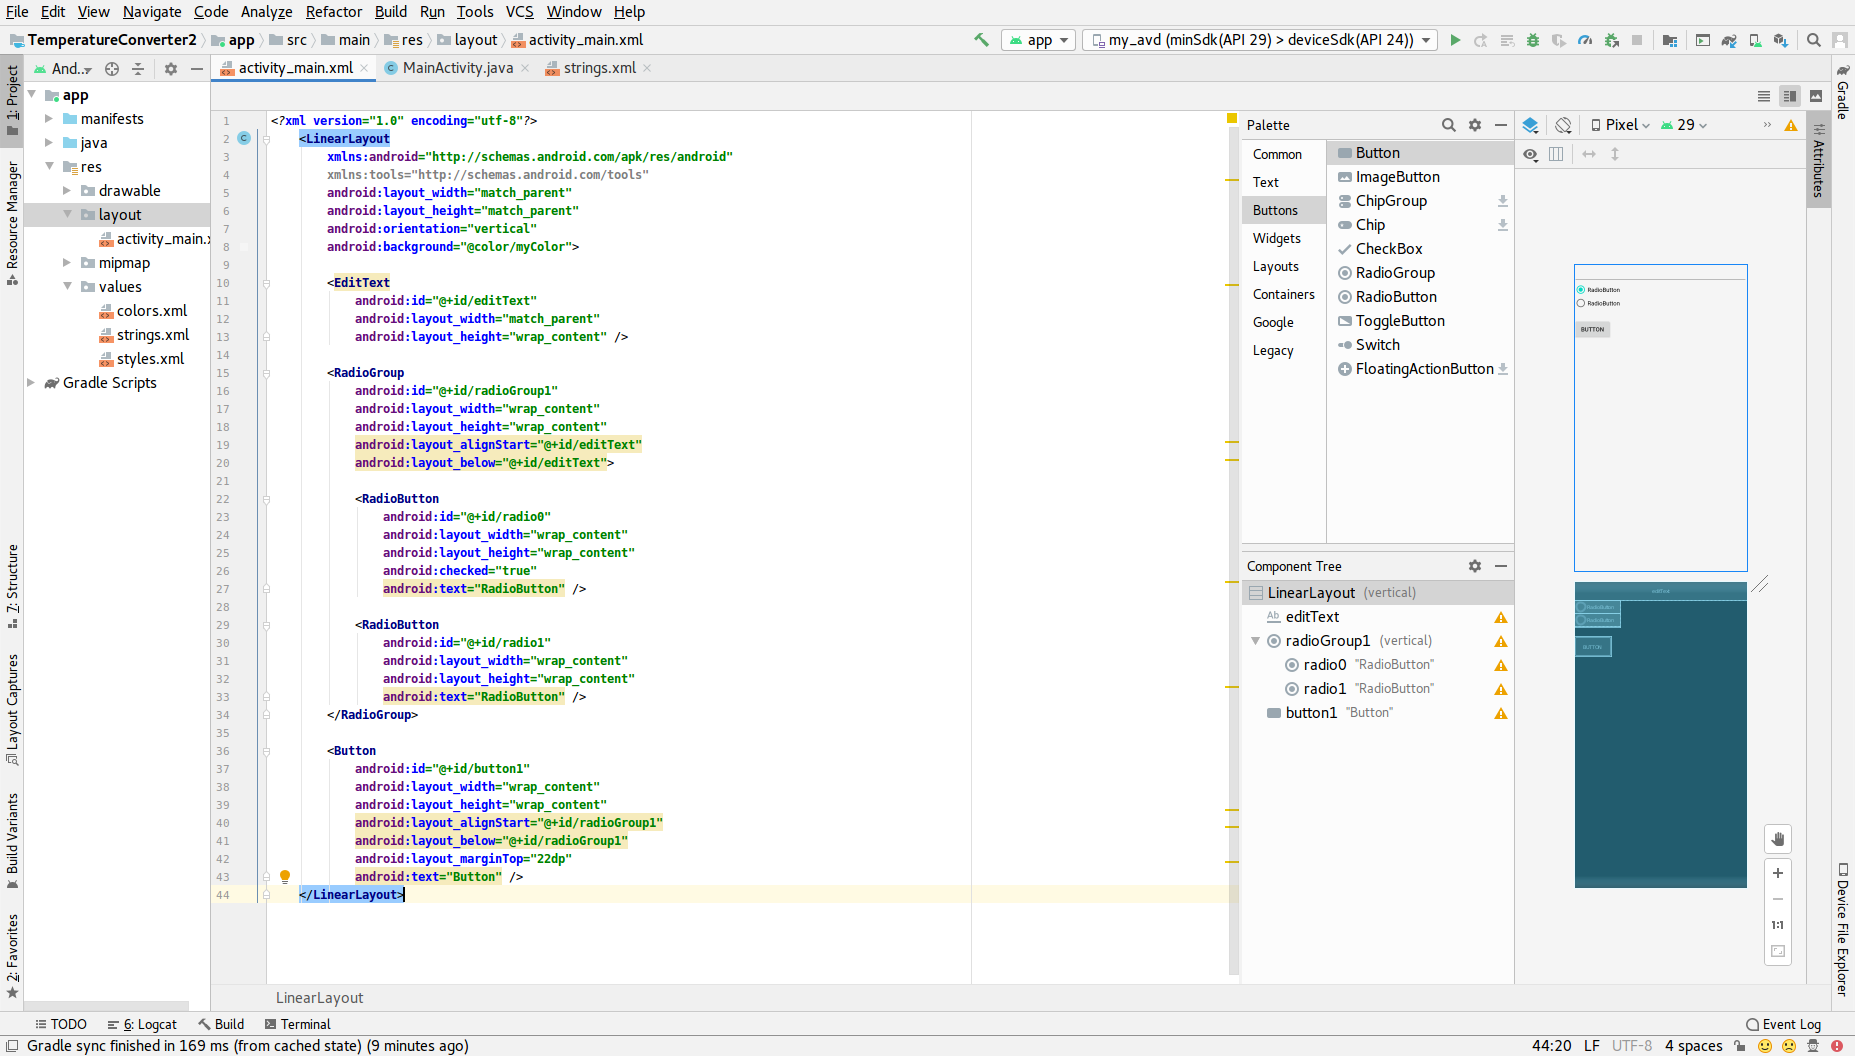 File Edit View Navigate Code Analyze Refactor Build Run Tools VCS Window Help
TemperatureConverter2 app src main res layout activity_main.xml app my_avd (minSdk(API 29) > deviceSdk(API 24))
1: Project
Resource Manager
7: Structure
Layout Captures
Build Variants
2: Favorites
And..
app
manifests
java
res
drawable
layout
activity_main.x
mipmap
values
colors.xml
strings.xml
styles.xml
Gradle Scripts
activity_main.xml MainActivity.java strings.xml
1 <?xml version="1.0" encoding="utf-8"?>
2 <LinearLayout
3 xmlns:android="http://schemas.android.com/apk/res/android"
4 xmlns:tools="http://schemas.android.com/tools"
5 android:layout_width="match_parent"
6 android:layout_height="match_parent"
7 android:orientation="vertical"
8 android:background="@color/myColor">
9
10 <EditText
11 android:id="@+id/editText"
12 android:layout_width="match_parent"
13 android:layout_height="wrap_content" />
14
15 <RadioGroup
16 android:id="@+id/radioGroup1"
17 android:layout_width="wrap_content"
18 android:layout_height="wrap_content"
19 android:layout_alignStart="@+id/editText"
20 android:layout_below="@+id/editText">
21
22 <RadioButton
23 android:id="@+id/radio0"
24 android:layout_width="wrap_content"
25 android:layout_height="wrap_content"
26 android:checked="true"
27 android:text="RadioButton" />
28
29 <RadioButton
30 android:id="@+id/radio1"
31 android:layout_width="wrap_content"
32 android:layout_height="wrap_content"
33 android:text="RadioButton" />
34 </RadioGroup>
35
36 <Button
37 android:id="@+id/button1"
38 android:layout_width="wrap_content"
39 android:layout_height="wrap_content"
40 android:layout_alignStart="@+id/radioGroup1"
41 android:layout_below="@+id/radioGroup1"
42 android:layout_marginTop="22dp"
43 android:text="Button" />
44 </LinearLayout>
LinearLayout
Palette
Common
Text
Buttons
Widgets
Layouts
Containers
Google
Legacy
Button
ImageButton
ChipGroup
Chip
CheckBox
RadioGroup
RadioButton
ToggleButton
Switch
FloatingActionButton
Component Tree
LinearLayout (vertical)
Ab editText
radioGroup1 (vertical)
radio0 "RadioButton"
radio1 "RadioButton"
button1 "Button"
Pixel 29 »
RadioButton
RadioButton
BUTTON
editText
RadioButton
RadioButton
BUTTON
1:1
Gradle
Attributes
Device File Explorer
TODO 6: Logcat Build Terminal Event Log
Gradle sync finished in 169 ms (from cached state) (9 minutes ago) 44:20 LF UTF-8 4 spaces